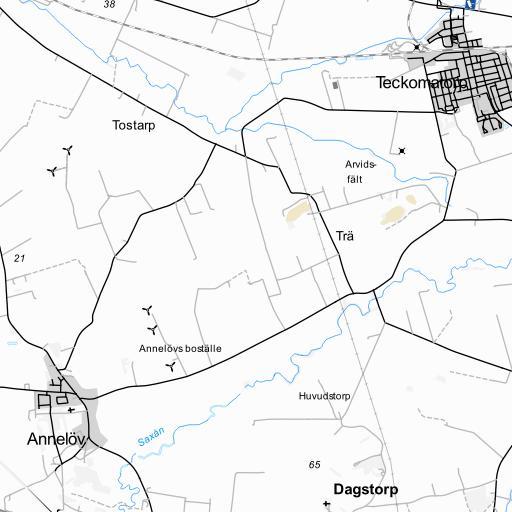 38
Teckomatorp
Tostarp
Arvids-
fält
Trä
21
Annelövs boställe
Huvudstorp
Saxån
Annelöv
65
Dagstorp